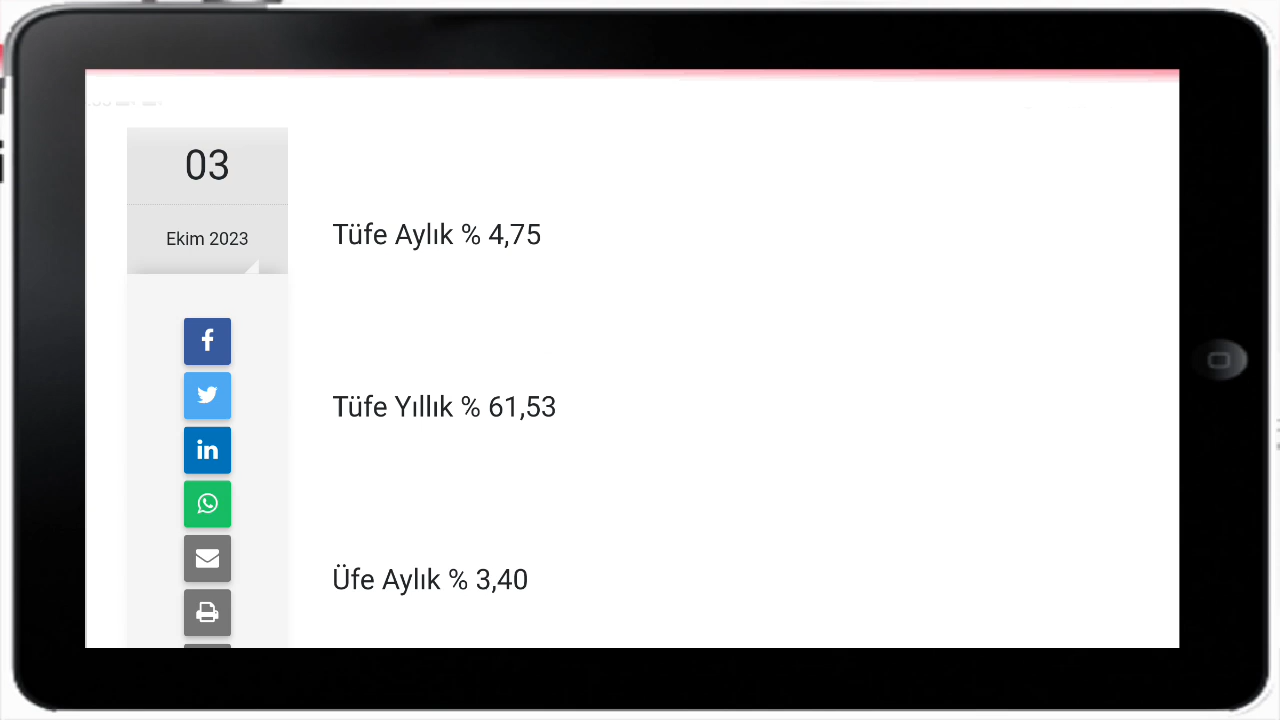 03
Ekim 2023
Tüfe Aylık % 4,75
Tüfe Yıllık % 61,53
Üfe Aylık % 3,40